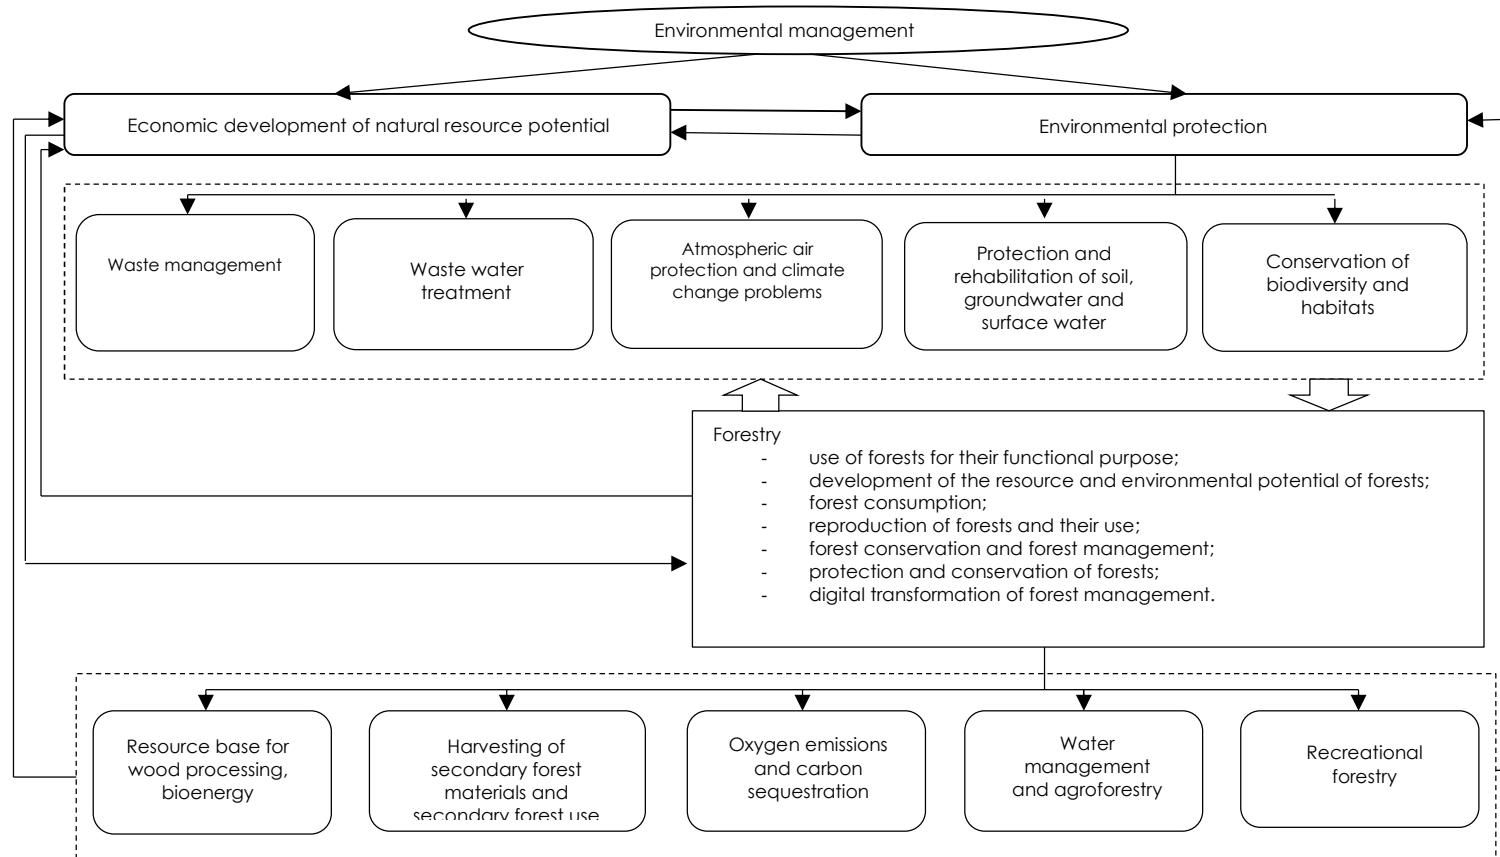 Environmental management
Economic development of natural resource potential
Environmental protection
Waste management
Waste water
treatment
Atmospheric air
protection and climate
change problems
Protection and
rehabilitation of soil,
groundwater and
surface water
Conservation of
biodiversity and
habitats
Forestry
- use of forests for their functional purpose;
- development of the resource and environmental potential of forests;
- forest consumption;
- reproduction of forests and their use;
- forest conservation and forest management;
- protection and conservation of forests;
- digital transformation of forest management.
Resource base for
wood processing,
bioenergy
Harvesting of
secondary forest
materials and
secondary forest use
Oxygen emissions
and carbon
sequestration
Water
management
and agroforestry
Recreational
forestry